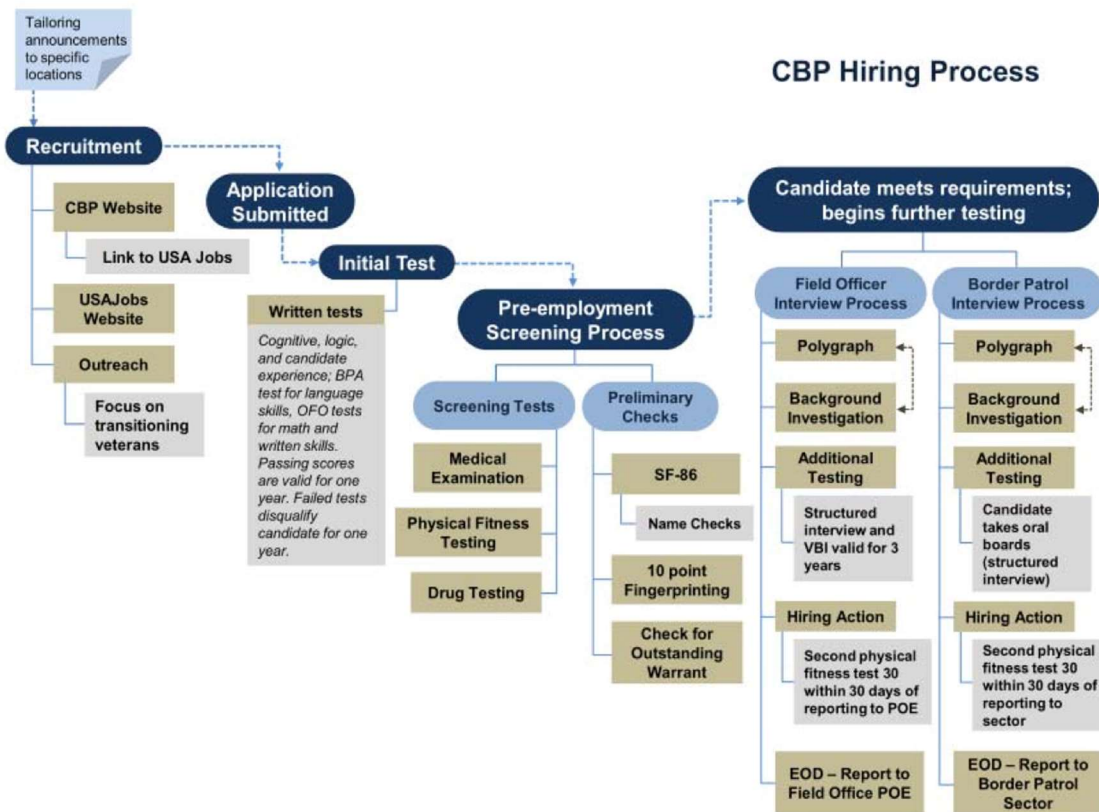 Tailoring
announcements
to specific
locations
CBP Hiring Process
Recruitment
CBP Website
Link to USA Jobs
USAJobs
Website
Outreach
Focus on
transitioning
veterans
Application
Submitted
Initial Test
Written tests
Cognitive, logic,
and candidate
experience; BPA
test for language
skills, OFO tests
for math and
written skills.
Passing scores
are valid for one
year. Failed tests
disqualify
candidate for one
year.
Pre-employment
Screening Process
Screening Tests
Medical
Examination
Physical Fitness
Testing
Drug Testing
Preliminary
Checks
SF-86
Name Checks
10 point
Fingerprinting
Check for
Outstanding
Warrant
Candidate meets requirements;
begins further testing
Field Officer
Interview Process
Polygraph
Background
Investigation
Additional
Testing
Structured
interview and
VBI valid for 3
years
Hiring Action
Second physical
fitness test 30
within 30 days of
reporting to POE
EOD – Report to
Field Office POE
Border Patrol
Interview Process
Polygraph
Background
Investigation
Additional
Testing
Candidate
takes oral
boards
(structured
interview)
Hiring Action
Second physical
fitness test 30
within 30 days of
reporting to
sector
EOD – Report to
Border Patrol
Sector